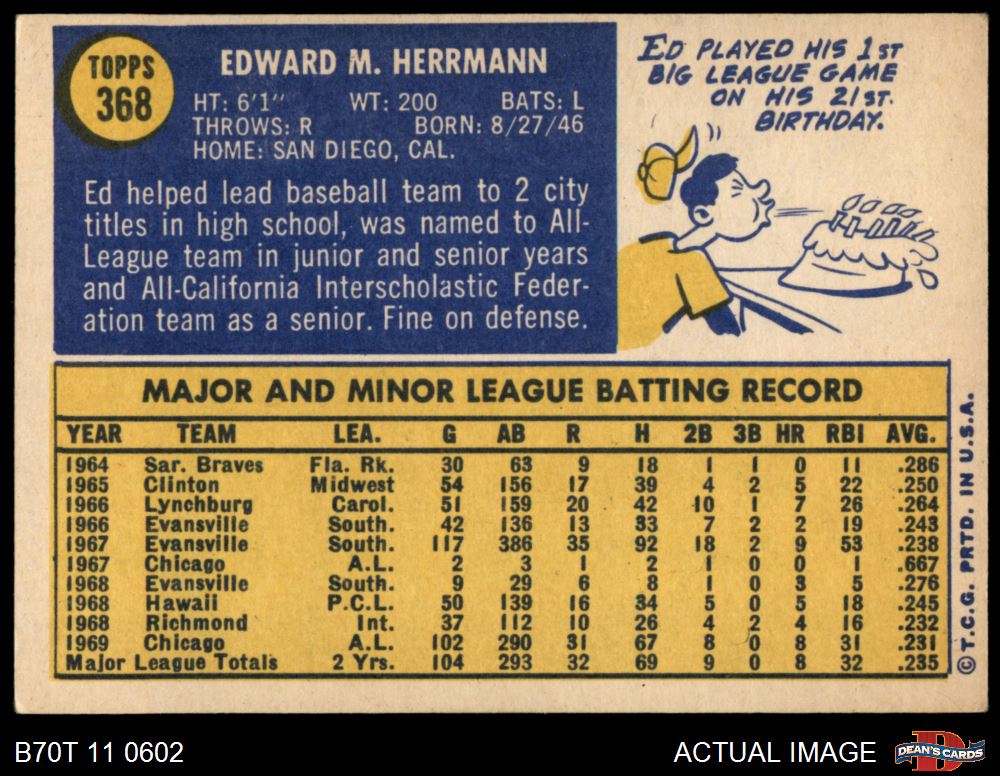 TOPPS
368
EDWARD M. HERRMANN
HT: 6'1" WT: 200 BATS: L
THROWS: R BORN: 8/27/46
HOME: SAN DIEGO, CAL.
Ed helped lead baseball team to 2 city
titles in high school, was named to All-
League team in junior and senior years
and All-California Interscholastic Feder-
ation team as a senior. Fine on defense.
ED PLAYED HIS 1ST
BIG LEAGUE GAME
ON HIS 21ST.
BIRTHDAY.
MAJOR AND MINOR LEAGUE BATTING RECORD
YEAR TEAM LEA. G AB R H 2B 3B HR RBI AVG.
1964 Sar. Braves Fla. Rk. 30 63 9 18 1 1 0 11 .286
1965 Clinton Midwest 54 156 17 39 4 2 5 22 .250
1966 Lynchburg Carol. 51 159 20 42 10 1 7 26 .264
1966 Evansville South. 42 136 13 33 7 2 2 19 .243
1967 Evansville South. 117 386 35 92 18 2 9 53 .238
1967 Chicago A.L. 2 3 1 2 1 0 0 1 .667
1968 Evansville South. 9 29 6 8 1 0 3 5 .276
1968 Hawaii P.C.L. 50 139 16 34 5 0 5 18 .245
1968 Richmond Int. 37 112 10 26 4 2 4 16 .232
1969 Chicago A.L. 102 290 31 67 8 0 8 31 .231
Major League Totals 2 Yrs. 104 293 32 69 9 0 8 32 .235
© T.C.G. PRTD. IN U.S.A.
B70T 11 0602
ACTUAL IMAGE
D
DEAN'S CARDS